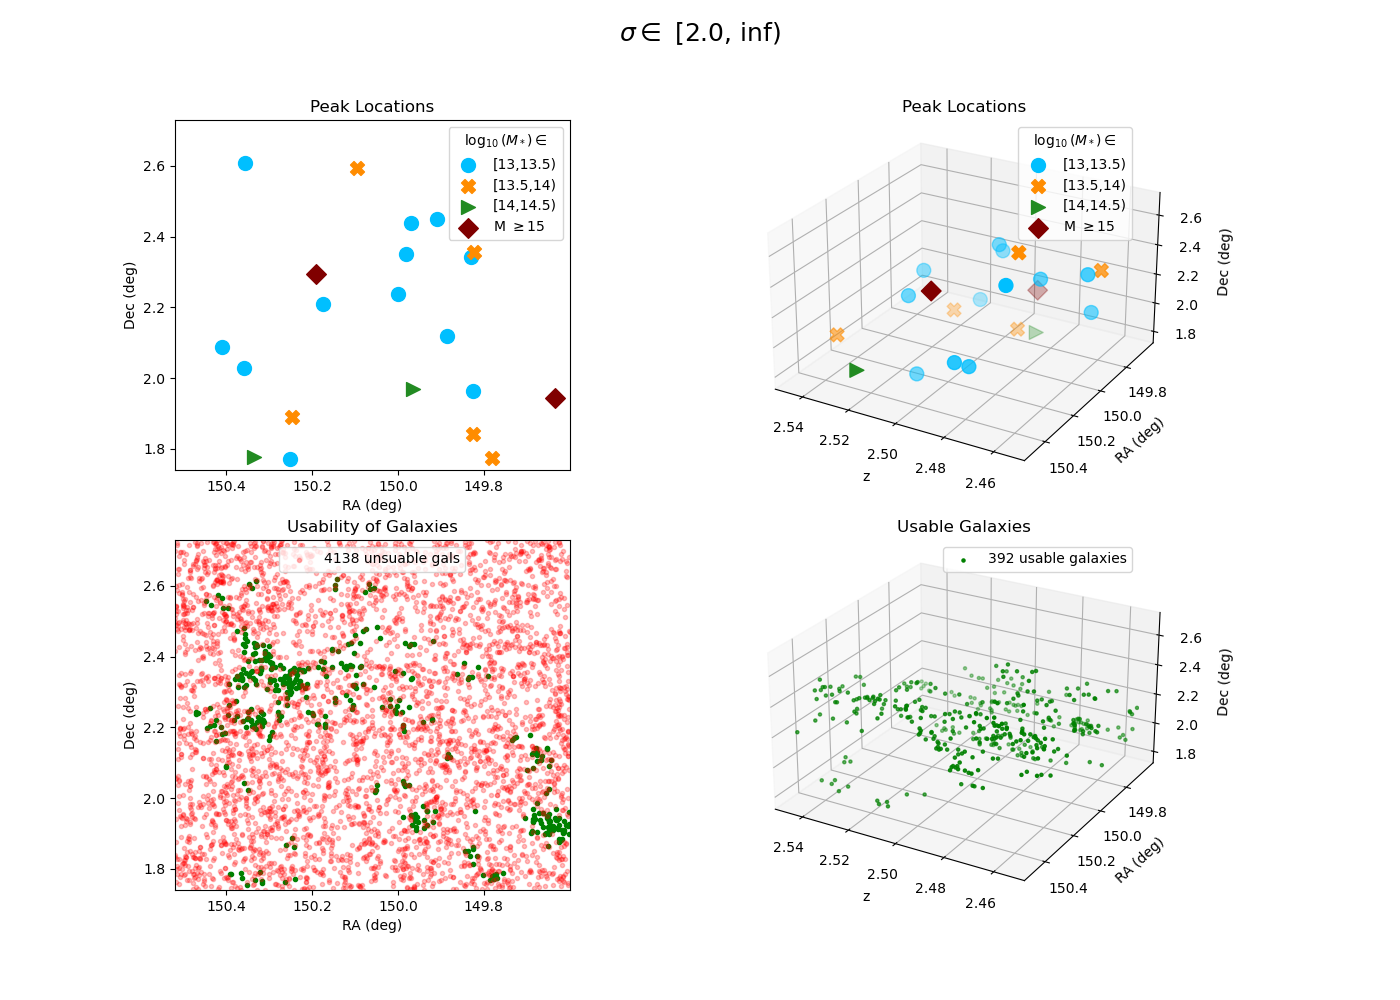 σ ∈ [2.0, inf)
Peak Locations
log₁₀(M*) ∈
[13,13.5)
[13.5,14)
[14,14.5)
M ≥15
2.6
2.4
2.2
2.0
1.8
Dec (deg)
150.4 150.2 150.0 149.8
RA (deg)
Peak Locations
log₁₀(M*) ∈
[13,13.5)
[13.5,14)
[14,14.5)
M ≥15
2.6
2.4
2.2
2.0
1.8
Dec (deg)
149.8
150.0
150.2
150.4
RA (deg)
2.54
2.52
2.50
2.48
2.46
z
Usability of Galaxies
4138 unsuable gals
2.6
2.4
2.2
2.0
1.8
Dec (deg)
150.4 150.2 150.0 149.8
RA (deg)
Usable Galaxies
392 usable galaxies
2.6
2.4
2.2
2.0
1.8
Dec (deg)
149.8
150.0
150.2
150.4
RA (deg)
2.54
2.52
2.50
2.48
2.46
z